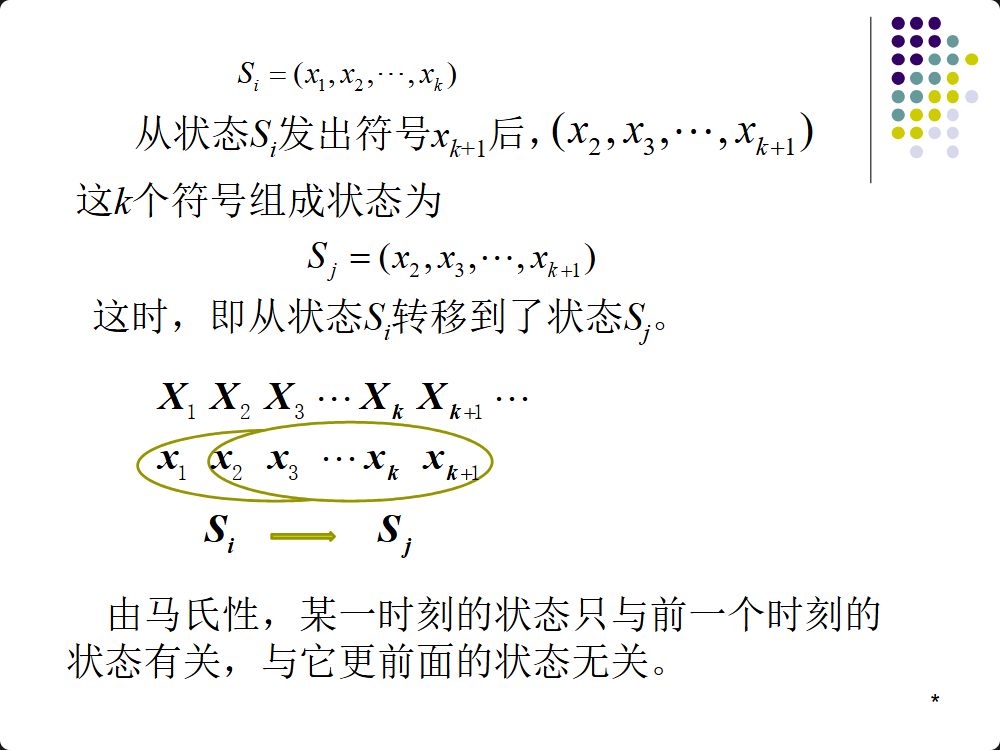 Sᵢ = (x₁, x₂, ⋯, xₖ)
从状态Sᵢ发出符号xₖ₊₁后，(x₂, x₃, ⋯, xₖ₊₁)
这k个符号组成状态为
Sⱼ = (x₂, x₃, ⋯, xₖ₊₁)
这时，即从状态Sᵢ转移到了状态Sⱼ。
X₁ X₂ X₃ ⋯ Xₖ Xₖ₊₁ ⋯
x₁ x₂ x₃ ⋯ xₖ xₖ₊₁
Sᵢ Sⱼ
由马氏性，某一时刻的状态只与前一个时刻的
状态有关，与它更前面的状态无关。
*